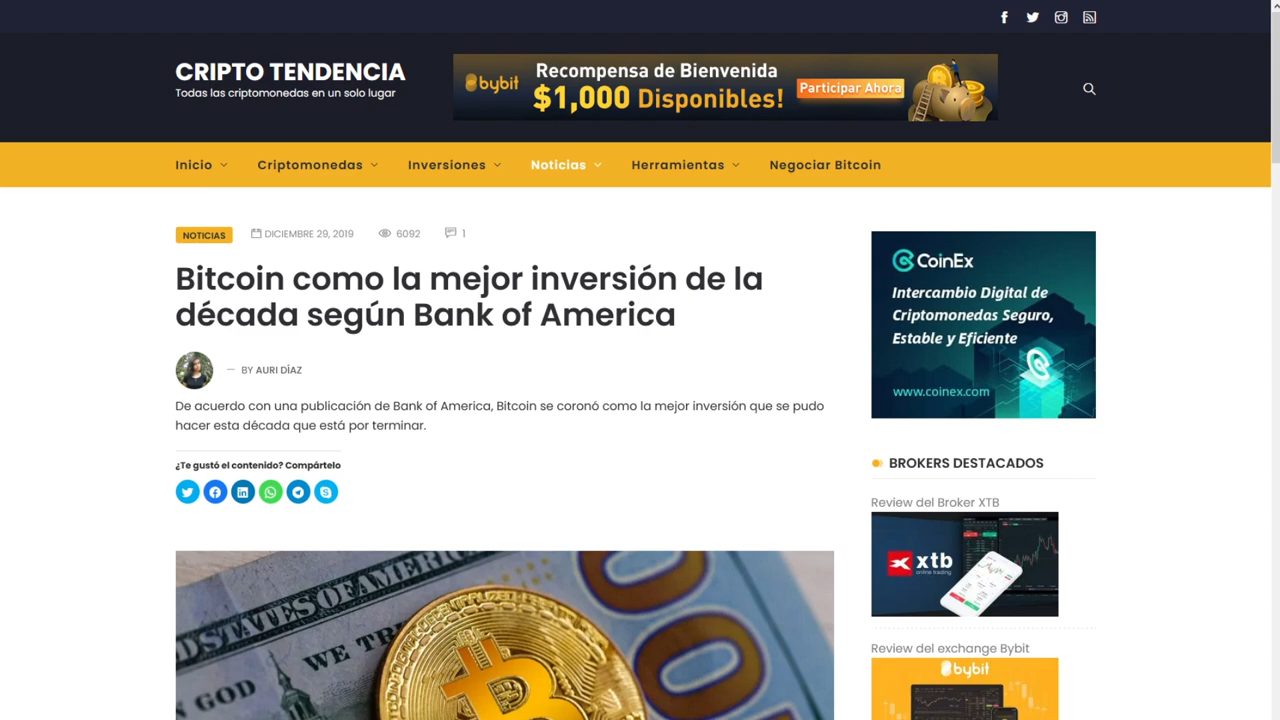 CRIPTO TENDENCIA
Todas las criptomonedas en un solo lugar
bybit
Recompensa de Bienvenida
$1,000 Disponibles!
Participar Ahora
Inicio
Criptomonedas
Inversiones
Noticias
Herramientas
Negociar Bitcoin
NOTICIAS
DICIEMBRE 29, 2019
6092
1
Bitcoin como la mejor inversión de la
década según Bank of America
— BY AURI DÍAZ
De acuerdo con una publicación de Bank of America, Bitcoin se coronó como la mejor inversión que se pudo
hacer esta década que está por terminar.
¿Te gustó el contenido? Compártelo
STATES OF AMERICA
WE TR
GOD
CoinEx
Intercambio Digital de
Criptomonedas Seguro,
Estable y Eficiente
www.coinex.com
BROKERS DESTACADOS
Review del Broker XTB
xtb
online trading
Review del exchange Bybit
bybit